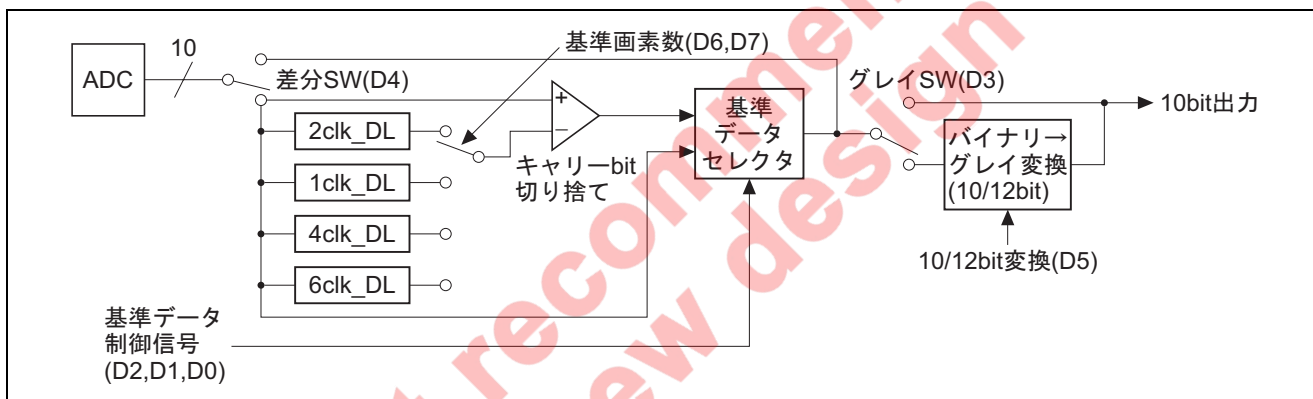 ADC
10
差分SW(D4)
基準画素数(D6,D7)
2clk_DL
1clk_DL
4clk_DL
6clk_DL
+
−
キャリーbit
切り捨て
基準
データ
セレクタ
グレイSW(D3)
バイナリ→
グレイ変換
(10/12bit)
10bit出力
10/12bit変換(D5)
基準データ
制御信号
(D2,D1,D0)
recommen
design